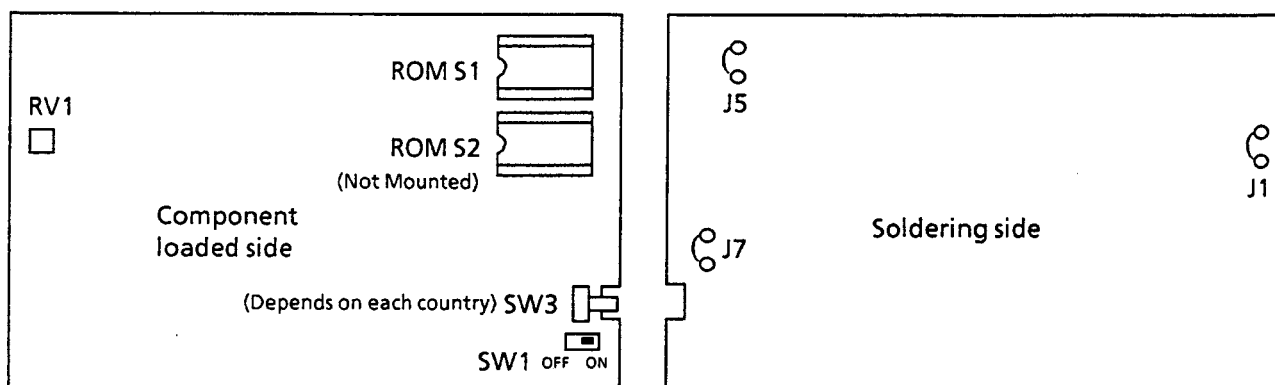 ROM S1
RV1
ROM S2
(Not Mounted)
Component
loaded side
(Depends on each country) SW3
SW1 OFF ON
J5
J1
J7
Soldering side